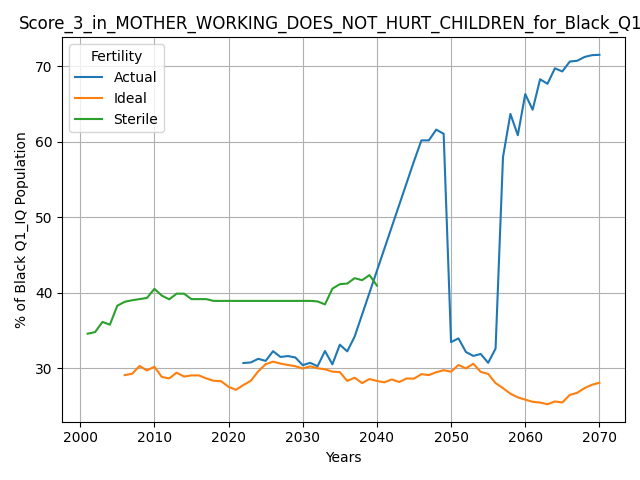 Score_3_in_MOTHER_WORKING_DOES_NOT_HURT_CHILDREN_for_Black_Q1
Fertility
Actual
Ideal
Sterile
% of Black Q1_IQ Population
70
60
50
40
30
2000 2010 2020 2030 2040 2050 2060 2070
Years